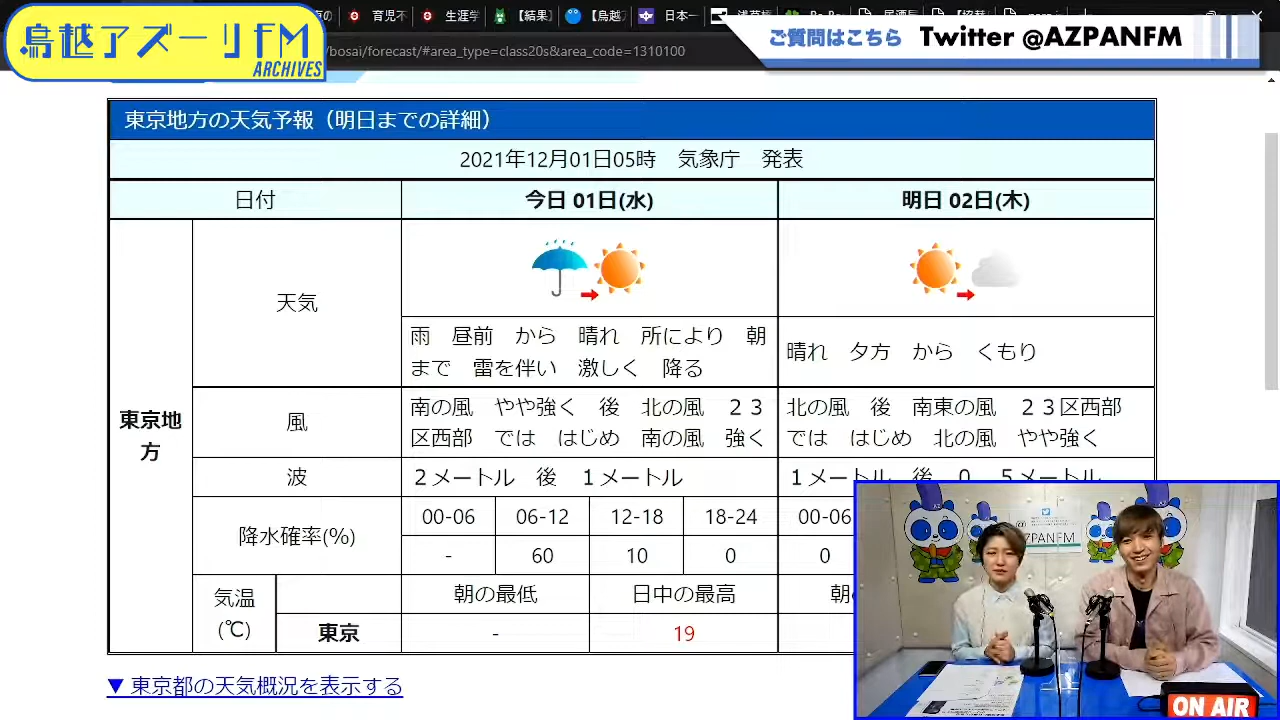 鳥越アズーリFM
ARCHIVES
育児不
生涯学
日本一
ご質問はこちら Twitter @AZPANFM
/bosai/forecast/#area_type=class20s&area_code=1310100
東京地方の天気予報（明日までの詳細）
2021年12月01日05時　気象庁　発表
日付 今日 01日(水) 明日 02日(木)
東京地方
天気
雨　昼前　から　晴れ　所により　朝
まで　雷を伴い　激しく　降る
晴れ　夕方　から　くもり
風
南の風　やや強く　後　北の風　２３
区西部　では　はじめ　南の風　強く
北の風　後　南東の風　２３区西部
では　はじめ　北の風　やや強く
波 ２メートル　後　１メートル １メートル　後　０．５メートル
降水確率(%)
00-06 06-12 12-18 18-24 00-06
- 60 10 0 0
気温
(℃)
朝の最低 日中の最高 朝
東京 - 19
▼ 東京都の天気概況を表示する
AZPANFM
ON AIR